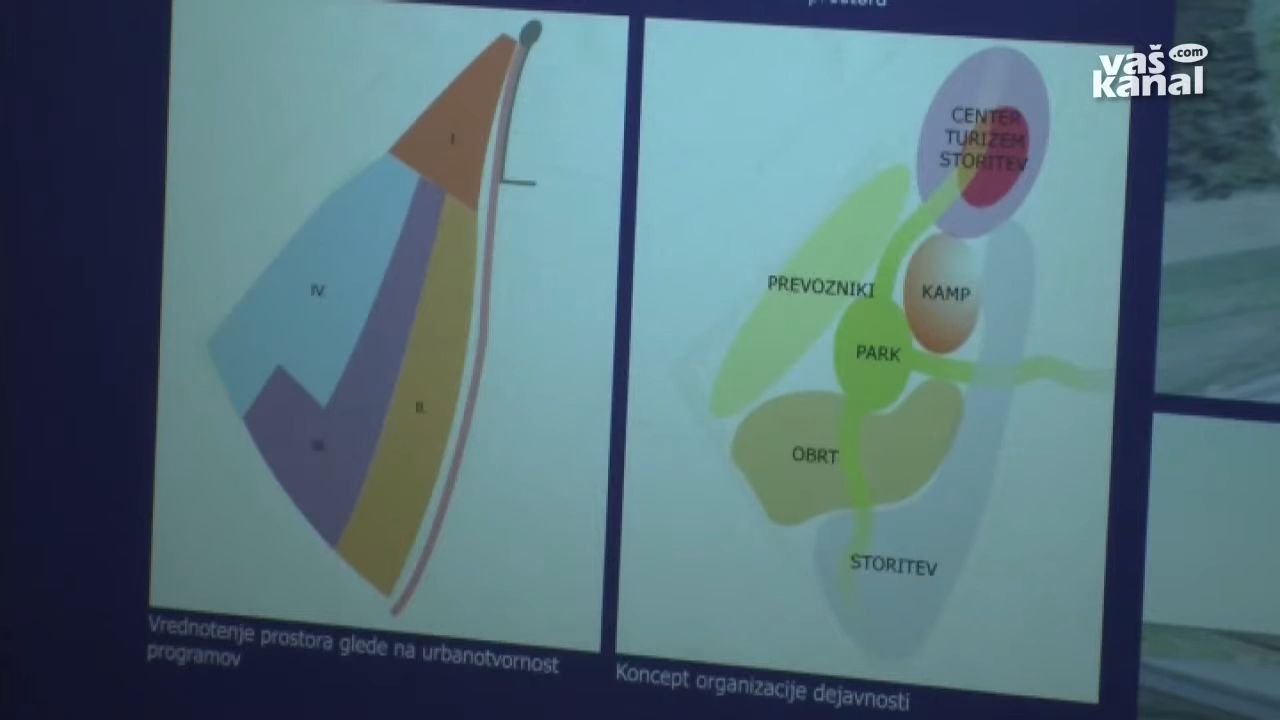 vaš
.com
kanal
I.
IV.
II.
III.
Vrednotenje prostora glede na urbanotvornost
programov
CENTER
TURIZEM
STORITEV
PREVOZNIKI
KAMP
PARK
OBRT
STORITEV
Koncept organizacije dejavnosti